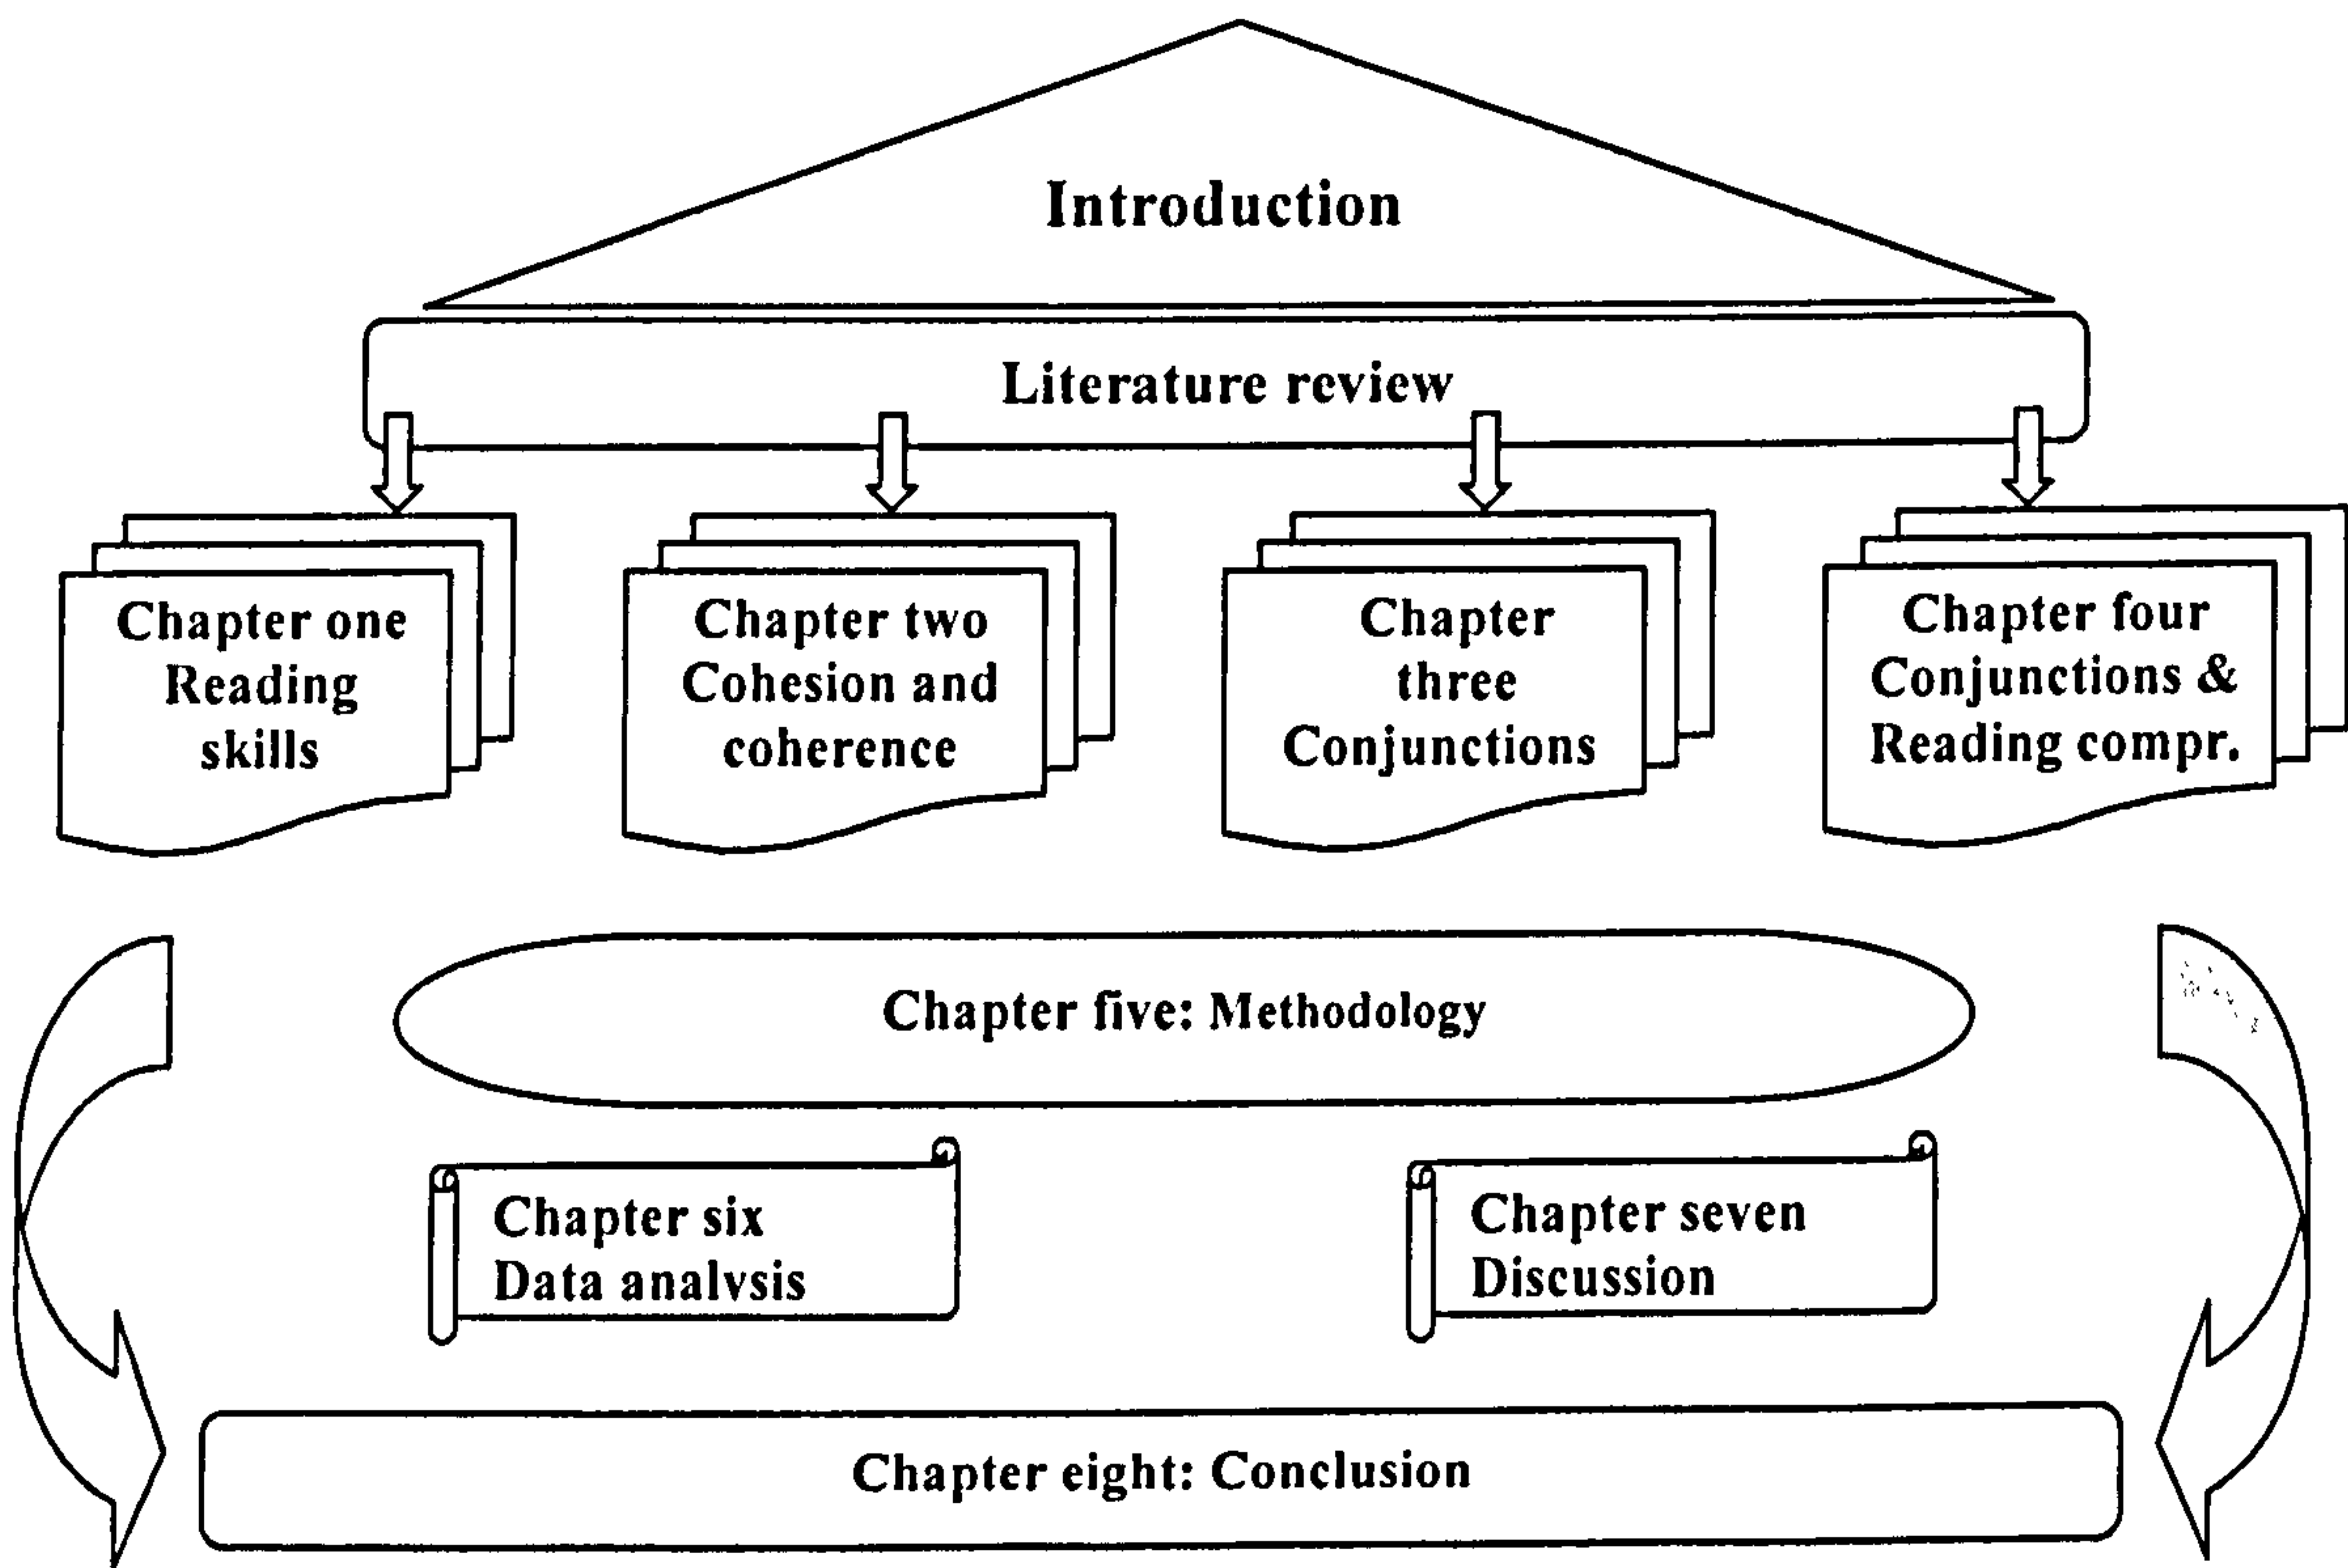 Introduction
Literature review
Chapter one
Reading
skills
Chapter two
Cohesion and
coherence
Chapter
three
Conjunctions
Chapter four
Conjunctions &
Reading compr.
Chapter five: Methodology
Chapter six
Data analysis
Chapter seven
Discussion
Chapter eight: Conclusion